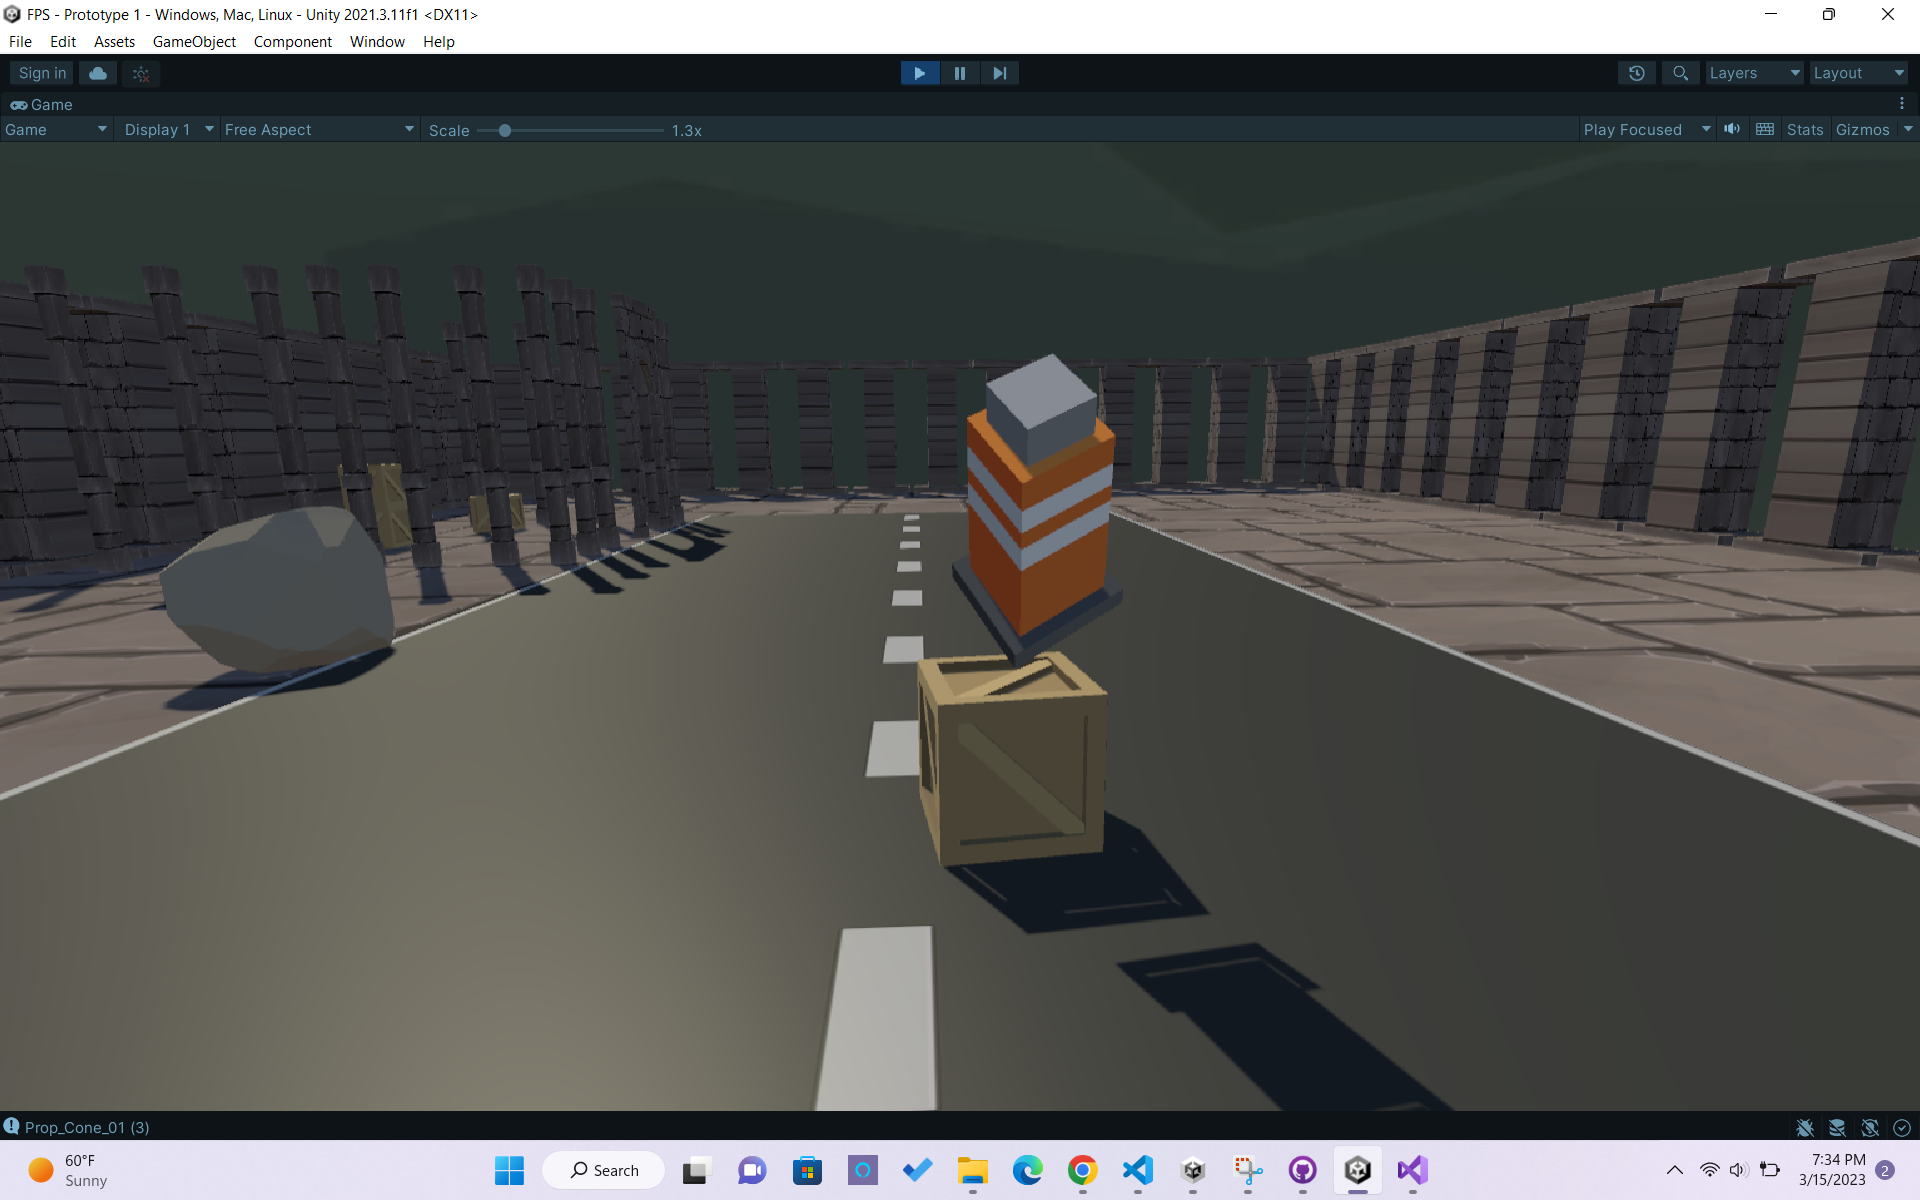 FPS - Prototype 1 - Windows, Mac, Linux - Unity 2021.3.11f1 <DX11>
File Edit Assets GameObject Component Window Help
Sign in Layers Layout
Game
Game Display 1 Free Aspect Scale 1.3x Play Focused Stats Gizmos
Prop_Cone_01 (3)
60°F
Sunny
Search
7:34 PM
3/15/2023
2